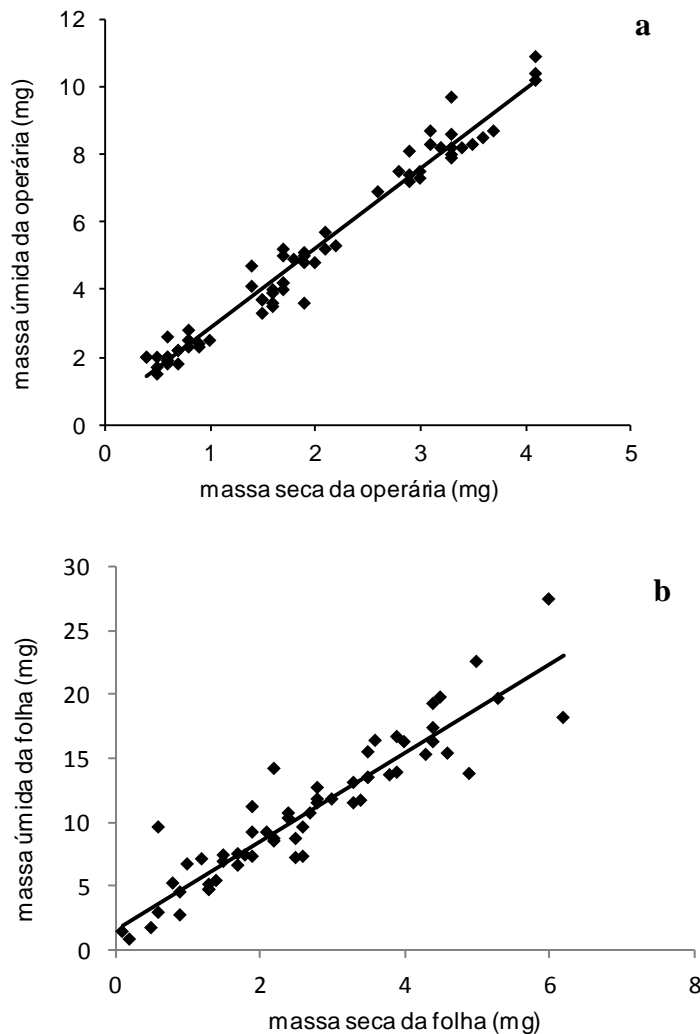 a
massa úmida da operária (mg)
12
10
8
6
4
2
0
0 1 2 3 4 5
massa seca da operária (mg)
b
massa úmida da folha (mg)
30
25
20
15
10
5
0
0 2 4 6 8
massa seca da folha (mg)